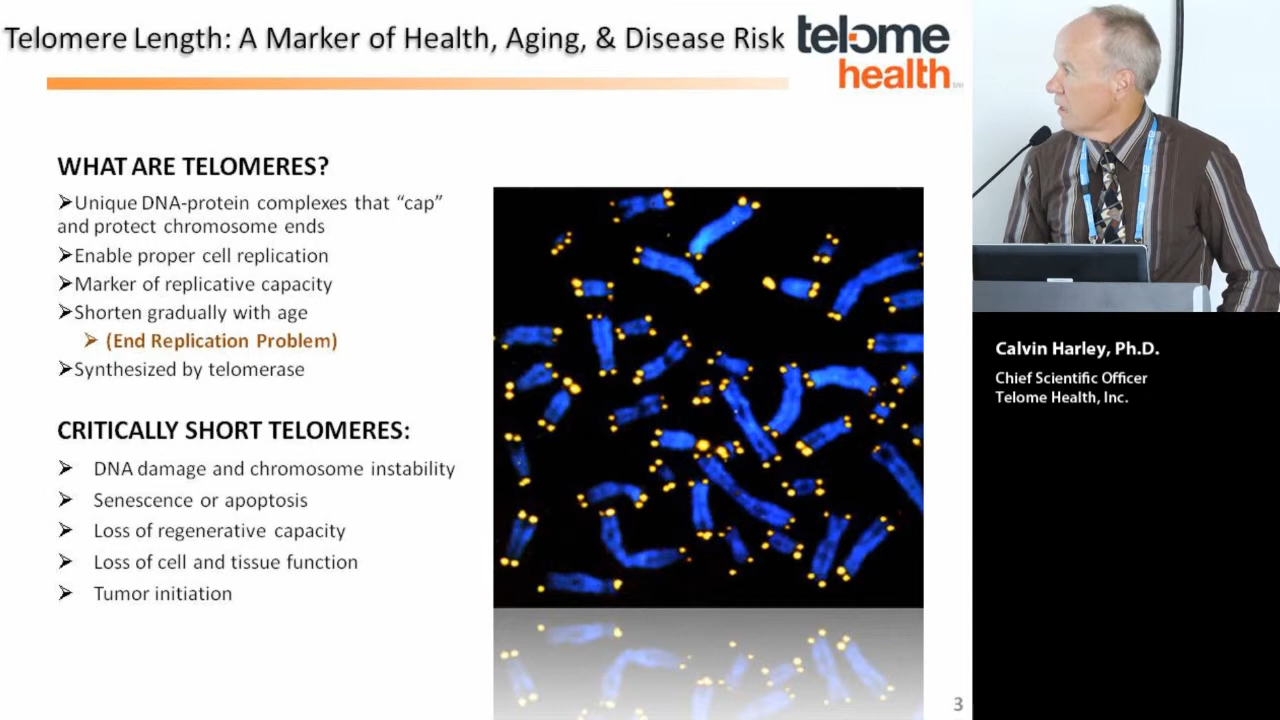 Telomere Length: A Marker of Health, Aging, & Disease Risk
telome
health
WHAT ARE TELOMERES?
➢Unique DNA-protein complexes that “cap”
and protect chromosome ends
➢Enable proper cell replication
➢Marker of replicative capacity
➢Shorten gradually with age
➢ (End Replication Problem)
➢Synthesized by telomerase
CRITICALLY SHORT TELOMERES:
➢ DNA damage and chromosome instability
➢ Senescence or apoptosis
➢ Loss of regenerative capacity
➢ Loss of cell and tissue function
➢ Tumor initiation
3
Calvin Harley, Ph.D.
Chief Scientific Officer
Telome Health, Inc.